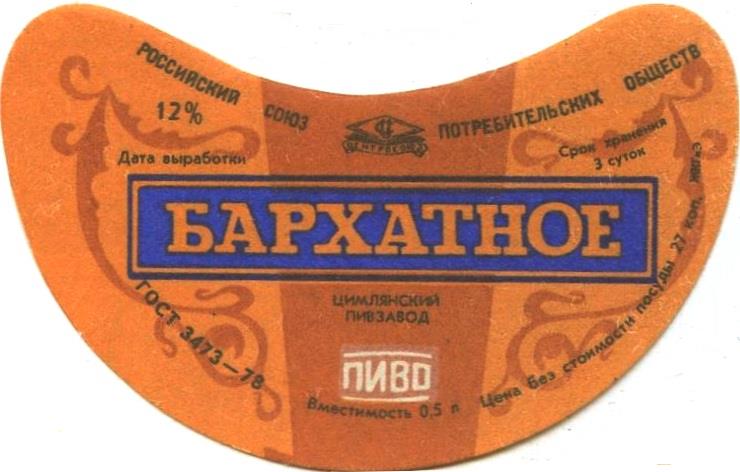 РОССИЙСКИЙ СОЮЗ ПОТРЕБИТЕЛЬСКИХ ОБЩЕСТВ
12%
Дата выработки
ЦЕНТРОСОЮЗ
Срок хранения
3 суток
БАРХАТНОЕ
ЦИМЛЯНСКИЙ
ПИВЗАВОД
ПИВО
Вместимость 0,5 л
ГОСТ 3473—78
Цена без стоимости посуды 27 коп.